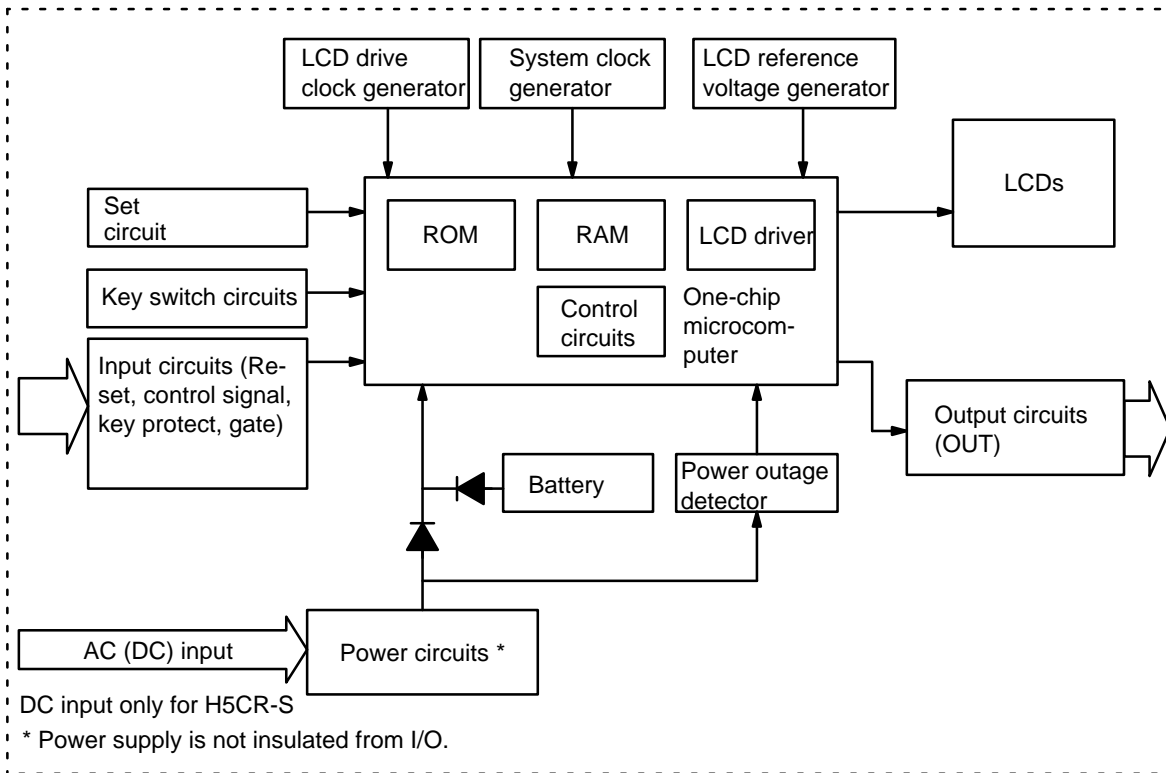 LCD drive
clock generator
System clock
generator
LCD reference
voltage generator
LCDs
Set
circuit
ROM
RAM
LCD driver
Key switch circuits
Control
circuits
One-chip
microcom-
puter
Input circuits (Re-
set, control signal,
key protect, gate)
Output circuits
(OUT)
Battery
Power outage
detector
AC (DC) input
Power circuits *
DC input only for H5CR-S
* Power supply is not insulated from I/O.